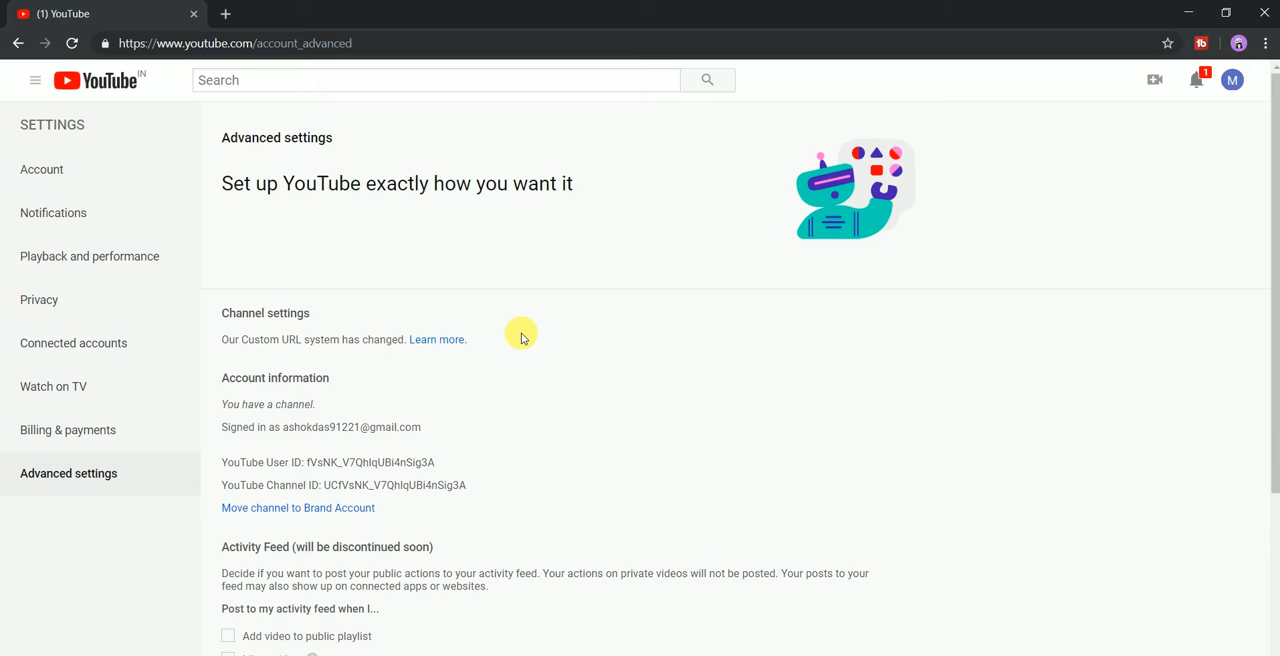 (1) YouTube
https://www.youtube.com/account_advanced
tb
YouTube IN
Search
1
M
SETTINGS
Account
Notifications
Playback and performance
Privacy
Connected accounts
Watch on TV
Billing & payments
Advanced settings
Advanced settings
Set up YouTube exactly how you want it
Channel settings
Our Custom URL system has changed. Learn more.
Account information
You have a channel.
Signed in as ashokdas91221@gmail.com
YouTube User ID: fVsNK_V7QhIqUBi4nSig3A
YouTube Channel ID: UCfVsNK_V7QhIqUBi4nSig3A
Move channel to Brand Account
Activity Feed (will be discontinued soon)
Decide if you want to post your public actions to your activity feed. Your actions on private videos will not be posted. Your posts to your
feed may also show up on connected apps or websites.
Post to my activity feed when I...
Add video to public playlist